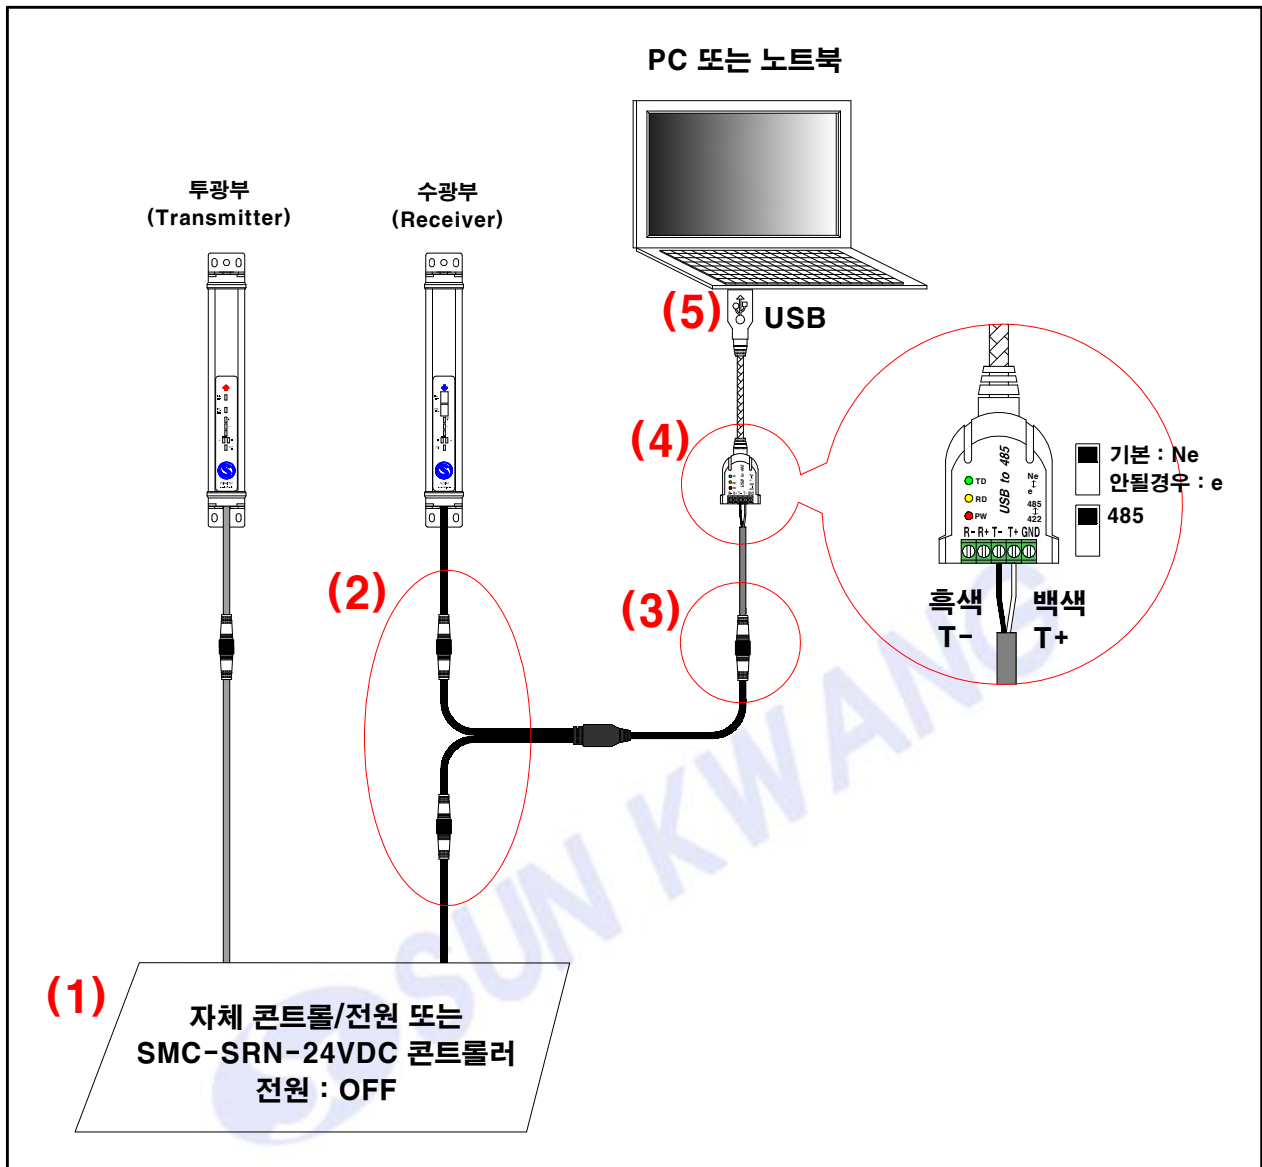 PC 또는 노트북
투광부
(Transmitter)
수광부
(Receiver)
(5)
USB
(4)
USB to 485
TD
RD
PW
Ne
e
485
422
R- R+ T- T+ GND
기본 : Ne
안될경우 : e
485
흑색
T-
백색
T+
(2)
(3)
(1)
자체 콘트롤/전원 또는
SMC-SRN-24VDC 콘트롤러
전원 : OFF
SUN KWANG